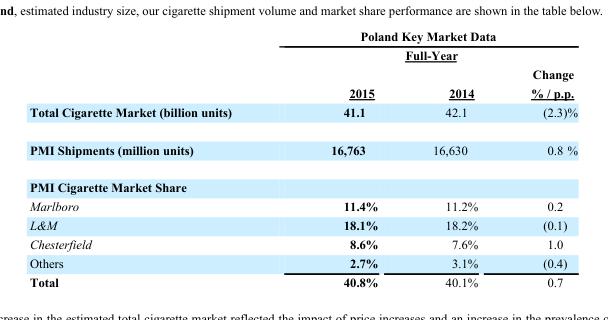 nd, estimated industry size, our cigarette shipment volume and market share performance are shown in the table below.
Poland Key Market Data
Full-Year
Change
2015 2014 % / p.p.
Total Cigarette Market (billion units) 41.1 42.1 (2.3)%
PMI Shipments (million units) 16,763 16,630 0.8 %
PMI Cigarette Market Share
Marlboro 11.4% 11.2% 0.2
L&M 18.1% 18.2% (0.1)
Chesterfield 8.6% 7.6% 1.0
Others 2.7% 3.1% (0.4)
Total 40.8% 40.1% 0.7
crease in the estimated total cigarette market reflected the impact of price increases and an increase in the prevalence